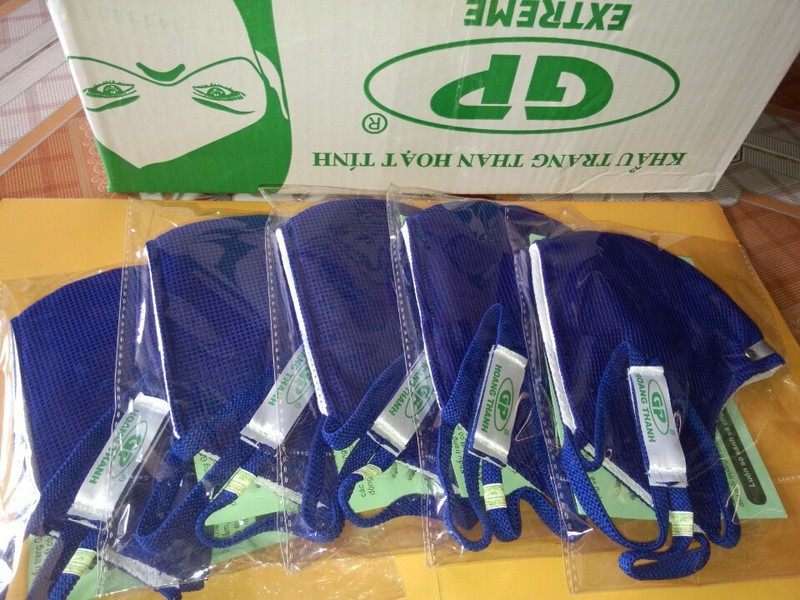 KHẨU TRANG THAN HOẠT TÍNH
GP
®
EXTREME
HOANG THANH
GP
HOANG THANH
GP
HOANG THANH
GP
HOANG THANH
GP
®
HOANG THANH
GP
®